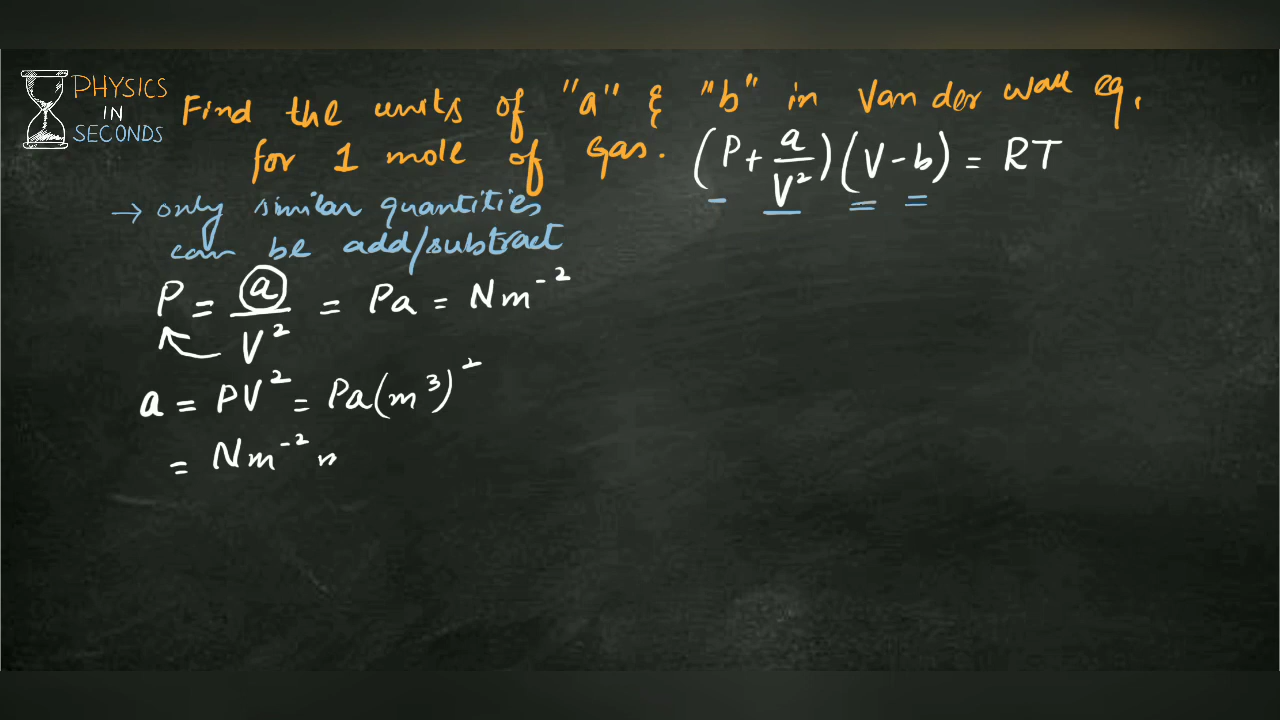 PHYSICS
IN
SECONDS
Find the units of "a" & "b" in Van der wall eq.
for 1 mole of gas. (P + a/V²)(V - b) = RT
→ only similar quantities
can be add/subtract
P = a/V² = Pa = Nm⁻²
a = PV² = Pa(m³)²
= Nm⁻²